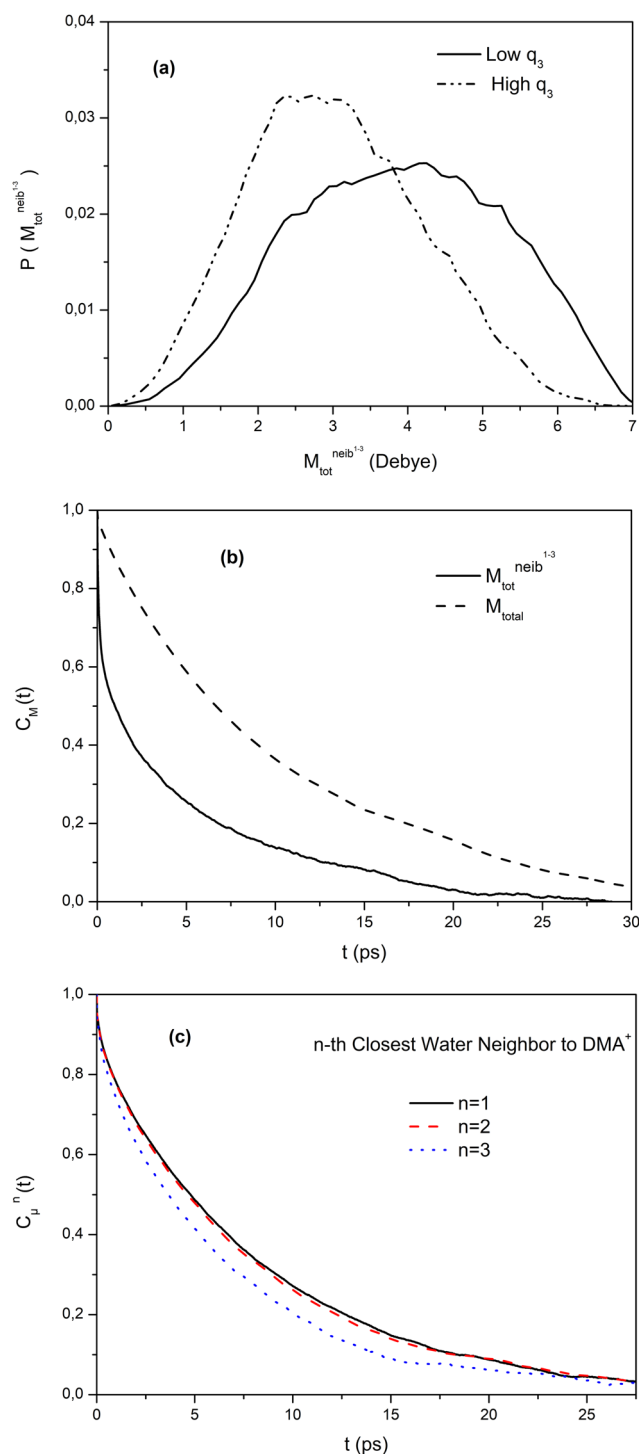 0,04
(a)
Low q3
High q3
0,03
0,02
0,01
0,00
P ( Mtot neib1-3 )
0 1 2 3 4 5 6 7
Mtot neib1-3 (Debye)
1,0
(b)
Mtot neib1-3
Mtotal
0,8
0,6
0,4
0,2
0,0
CM (t)
0 5 10 15 20 25 30
t (ps)
1,0
(c)
n-th Closest Water Neighbor to DMA+
n=1
n=2
n=3
0,8
0,6
0,4
0,2
0,0
Cμ n (t)
0 5 10 15 20 25
t (ps)